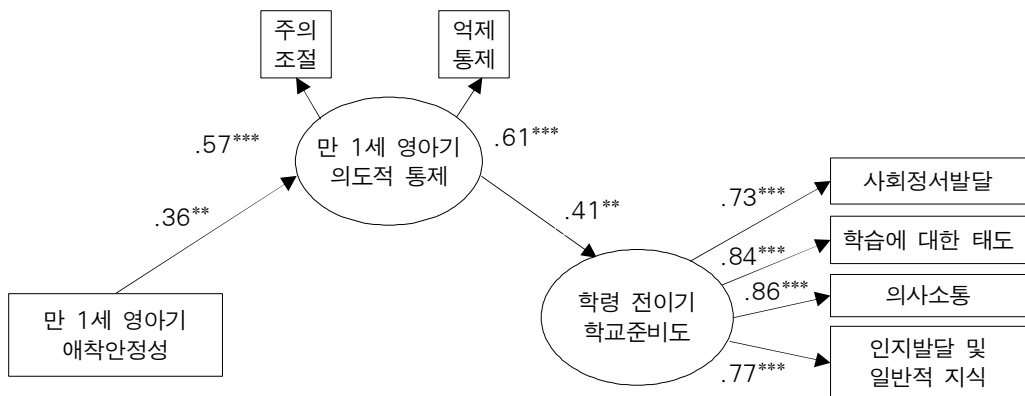 주의
조절
억제
통제
.57***
만 1세 영아기
의도적 통제
.61***
.36**
.41**
만 1세 영아기
애착안정성
학령 전이기
학교준비도
.73***
사회정서발달
.84***
학습에 대한 태도
.86***
의사소통
.77***
인지발달 및
일반적 지식